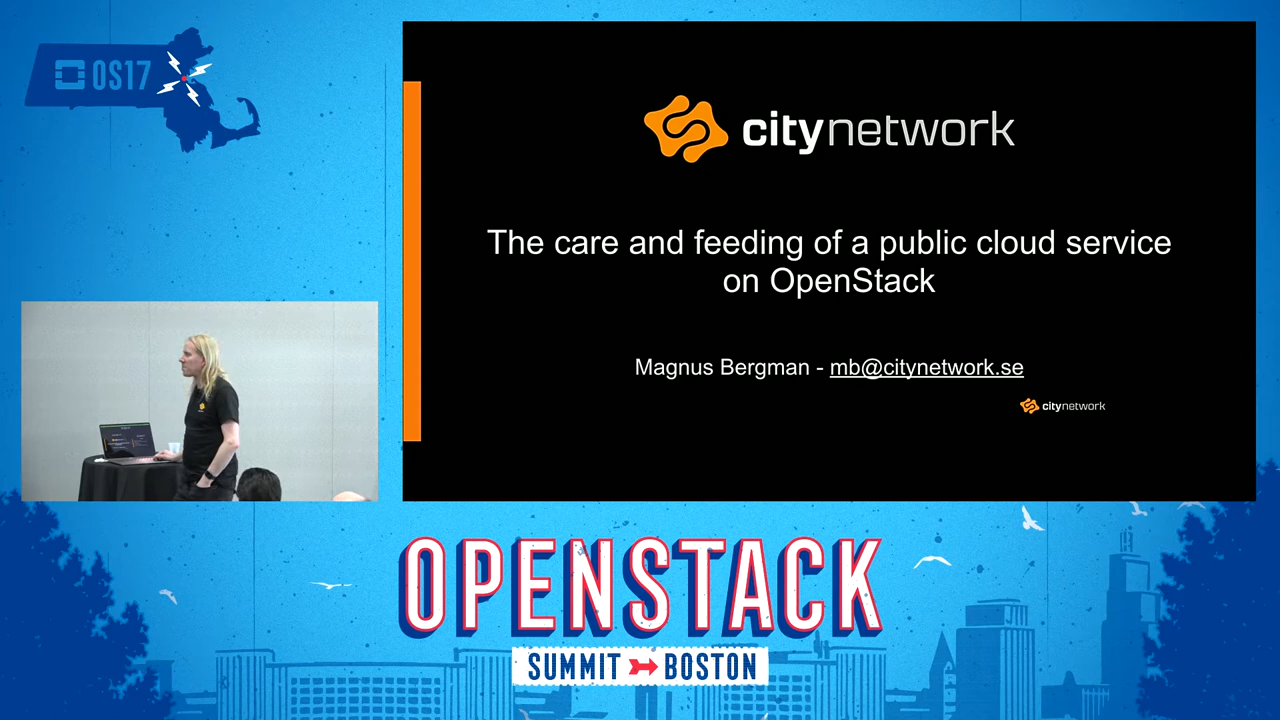 OS17
citynetwork
The care and feeding of a public cloud service
on OpenStack
Magnus Bergman - mb@citynetwork.se
citynetwork
OPENSTACK
SUMMIT BOSTON